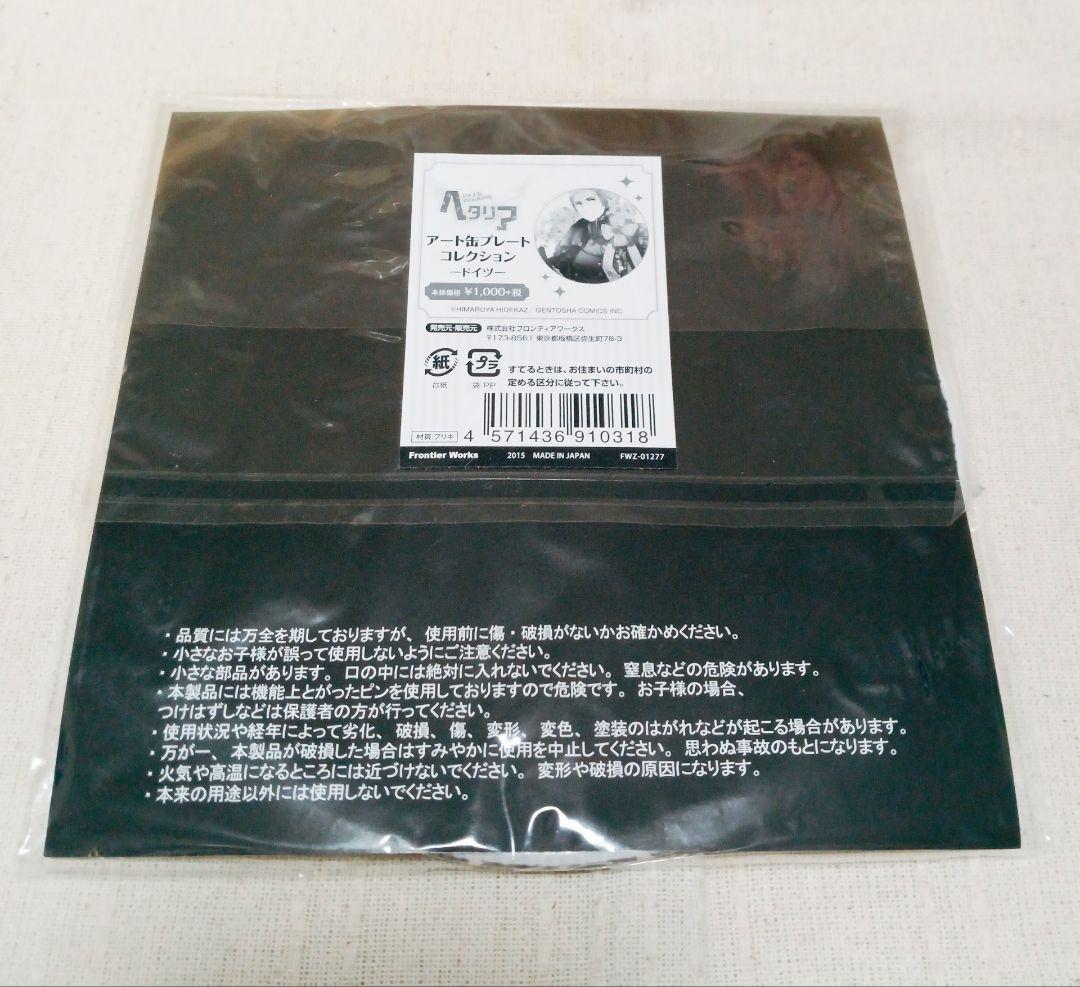 ヘタリア
アート缶プレート
コレクション
―ドイツ―
本体価格 ¥1,000+税
©HIMARUYA HIDEKAZ, GENTOSHA COMICS INC.
発売元・販売元 株式会社フロンティアワークス
〒173-8561 東京都板橋区弥生町78-3
紙 プラ
台紙 袋 PP
すてるときは、お住まいの市町村の
定める区分に従って下さい。
材質:ブリキ
4 571436 910318
Frontier Works 2015 MADE IN JAPAN FWZ-01277
・品質には万全を期しておりますが、使用前に傷・破損がないかお確かめください。
・小さなお子様が誤って使用しないようにご注意ください。
・小さな部品があります。口の中には絶対に入れないでください。窒息などの危険があります。
・本製品には機能上とがったピンを使用しておりますので危険です。お子様の場合、
つけはずしなどは保護者の方が行ってください。
・使用状況や経年によって劣化、破損、傷、変形、変色、塗装のはがれなどが起こる場合があります。
・万が一、本製品が破損した場合はすみやかに使用を中止してください。思わぬ事故のもとになります。
・火気や高温になるところには近づけないでください。変形や破損の原因になります。
・本来の用途以外には使用しないでください。